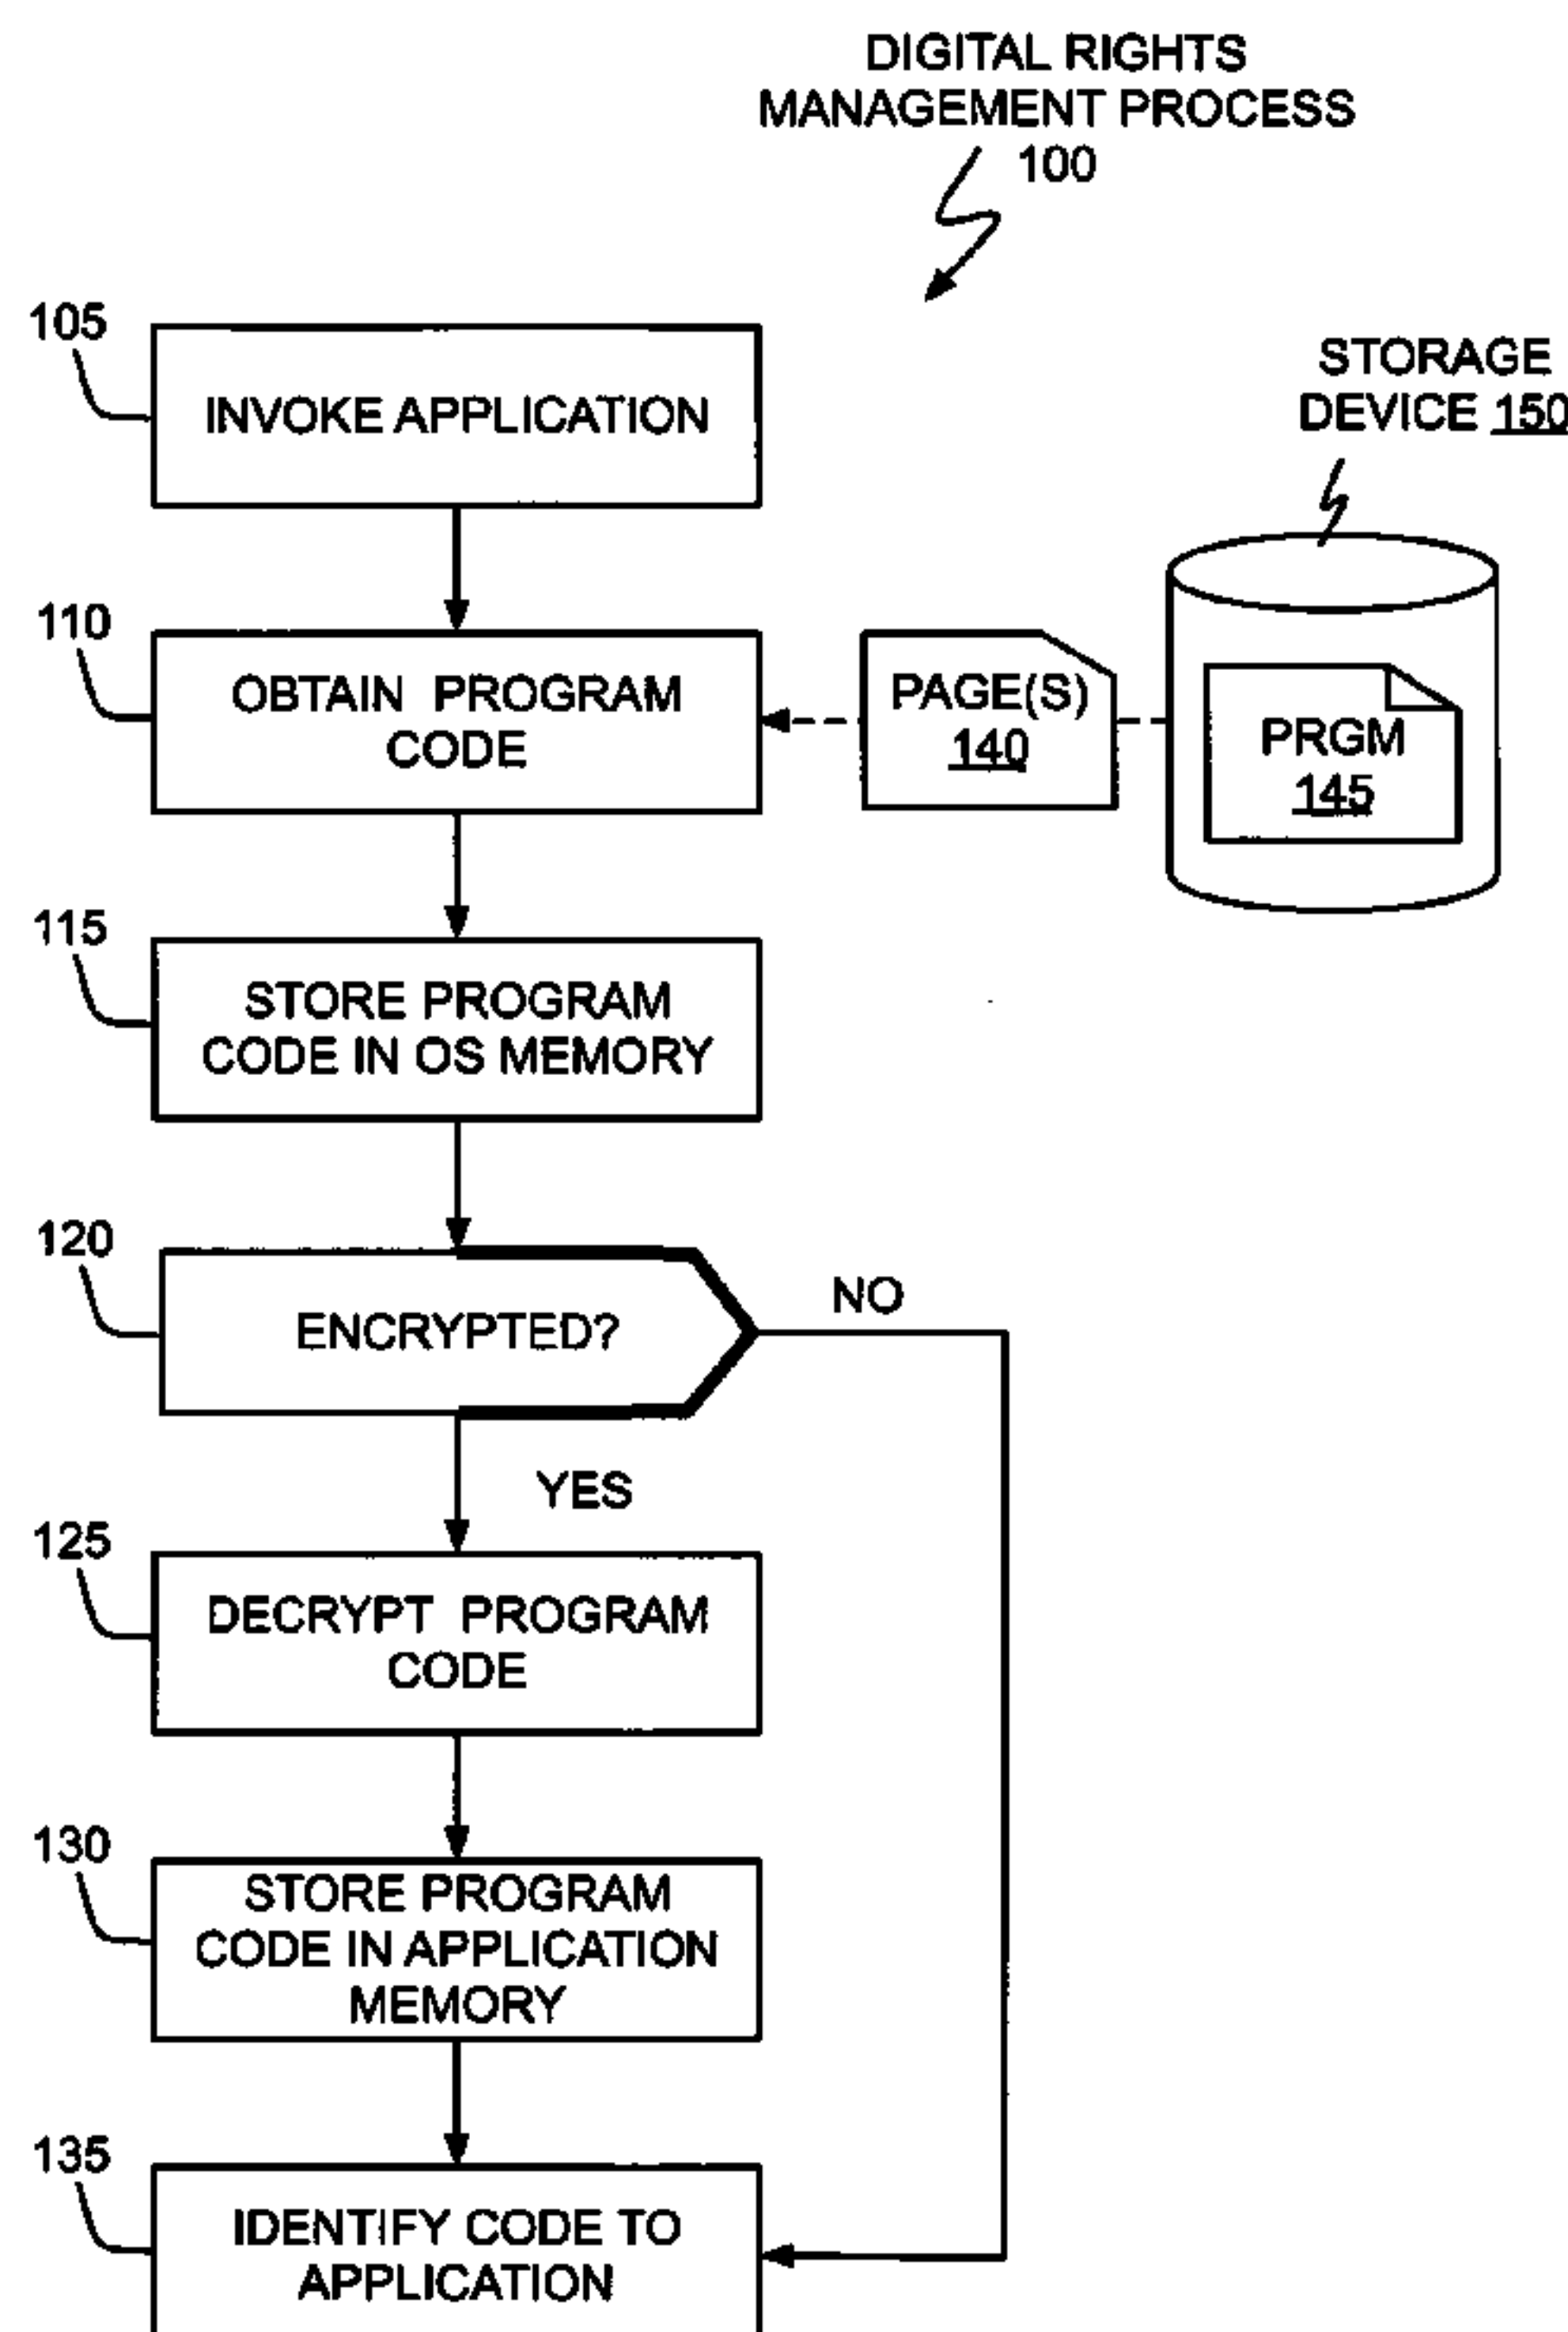 DIGITAL RIGHTS
MANAGEMENT PROCESS
100
105
INVOKE APPLICATION
STORAGE
DEVICE 150
110
OBTAIN PROGRAM
CODE
PAGE(S)
140
PRGM
145
115
STORE PROGRAM
CODE IN OS MEMORY
120
ENCRYPTED?
NO
YES
125
DECRYPT PROGRAM
CODE
130
STORE PROGRAM
CODE IN APPLICATION
MEMORY
135
IDENTIFY CODE TO
APPLICATION